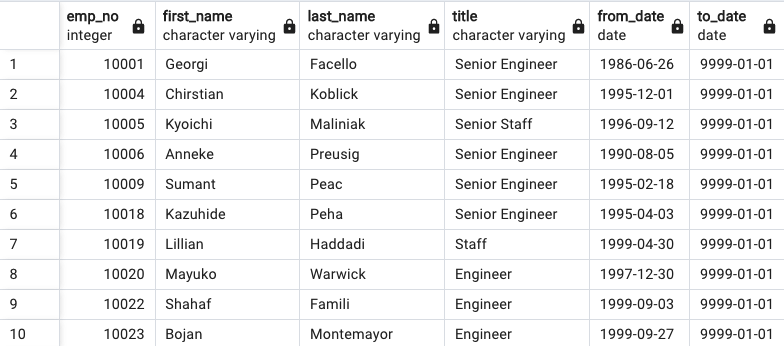 emp_no first_name last_name title from_date to_date
integer character varying character varying character varying date date
1 10001 Georgi Facello Senior Engineer 1986-06-26 9999-01-01
2 10004 Chirstian Koblick Senior Engineer 1995-12-01 9999-01-01
3 10005 Kyoichi Maliniak Senior Staff 1996-09-12 9999-01-01
4 10006 Anneke Preusig Senior Engineer 1990-08-05 9999-01-01
5 10009 Sumant Peac Senior Engineer 1995-02-18 9999-01-01
6 10018 Kazuhide Peha Senior Engineer 1995-04-03 9999-01-01
7 10019 Lillian Haddadi Staff 1999-04-30 9999-01-01
8 10020 Mayuko Warwick Engineer 1997-12-30 9999-01-01
9 10022 Shahaf Famili Engineer 1999-09-03 9999-01-01
10 10023 Bojan Montemayor Engineer 1999-09-27 9999-01-01